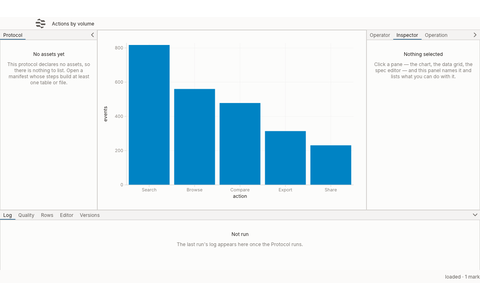 Actions by volume
Protocol
No assets yet
This protocol declares no assets, so
there is nothing to list. Open a
manifest whose steps build at least
one table or file.
800
600
400
200
0
events
Search
Browse
Compare
Export
Share
action
Operator
Inspector
Operation
Nothing selected
Click a pane — the chart, the data grid, the
spec editor — and this panel names it and
lists what you can do with it.
Log
Quality
Rows
Editor
Versions
Not run
The last run's log appears here once the Protocol runs.
loaded · 1 mark